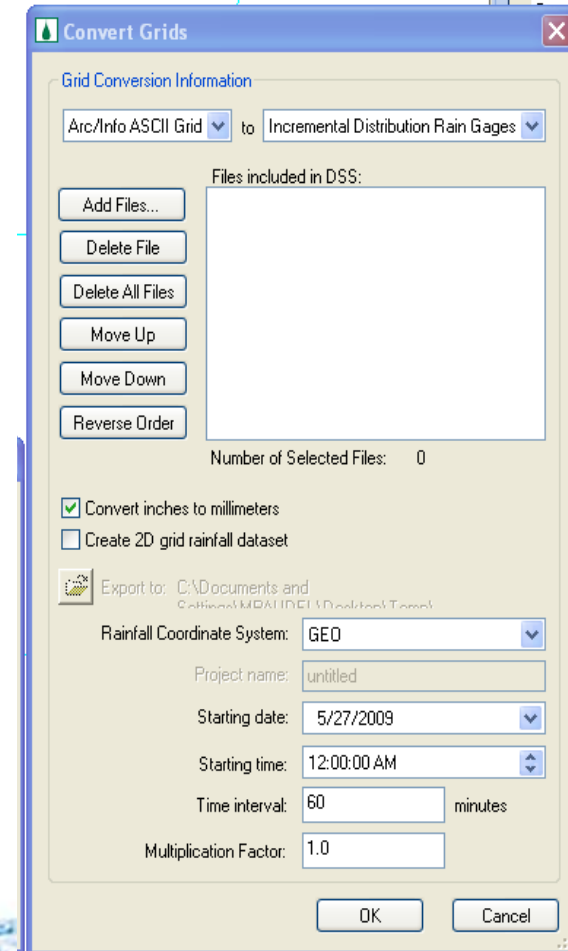 Convert Grids
Grid Conversion Information
Arc/Info ASCII Grid to Incremental Distribution Rain Gages
Files included in DSS:
Add Files...
Delete File
Delete All Files
Move Up
Move Down
Reverse Order
Number of Selected Files: 0
Convert inches to millimeters
Create 2D grid rainfall dataset
Export to: C:\Documents and
Settings\MPAUDEL\Desktop\Temp\
Rainfall Coordinate System: GEO
Project name: untitled
Starting date: 5/27/2009
Starting time: 12:00:00 AM
Time interval: 60 minutes
Multiplication Factor: 1.0
OK Cancel